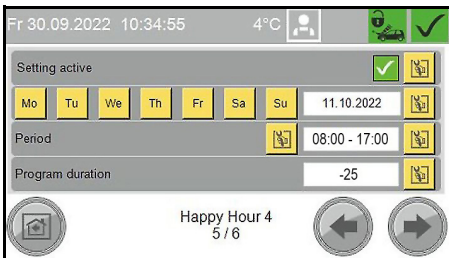 Fr 30.09.2022 10:34:55 4°C
Setting active
Mo Tu We Th Fr Sa Su 11.10.2022
Period 08:00 - 17:00
Program duration -25
Happy Hour 4
5 / 6